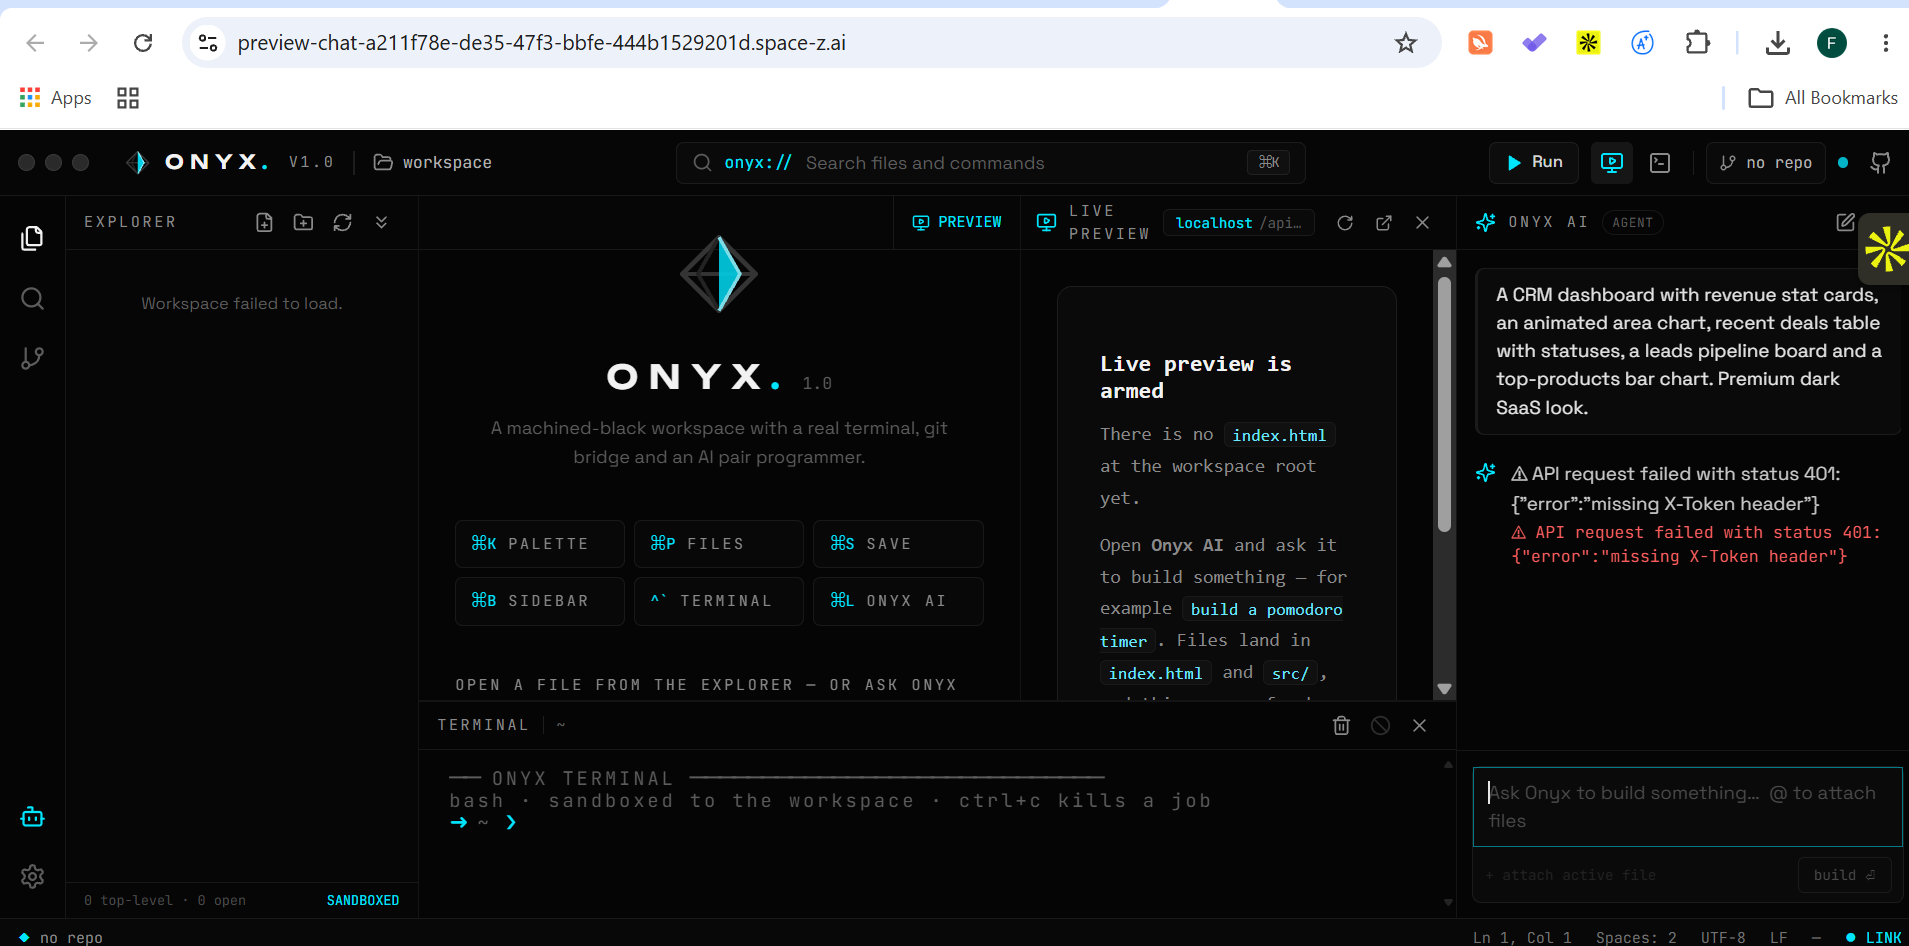 preview-chat-a211f78e-de35-47f3-bbfe-444b1529201d.space-z.ai
F
Apps
All Bookmarks
ONYX. V1.0
workspace
onyx:// Search files and commands ⌘K
Run
no repo
EXPLORER
Workspace failed to load.
0 top-level · 0 open SANDBOXED
PREVIEW
ONYX. 1.0
A machined-black workspace with a real terminal, git
bridge and an AI pair programmer.
⌘K PALETTE
⌘P FILES
⌘S SAVE
⌘B SIDEBAR
^` TERMINAL
⌘L ONYX AI
OPEN A FILE FROM THE EXPLORER — OR ASK ONYX
LIVE
PREVIEW
localhost /api…
Live preview is
armed
There is no index.html
at the workspace root
yet.
Open Onyx AI and ask it
to build something — for
example build a pomodoro
timer. Files land in
index.html and src/,
TERMINAL ~
── ONYX TERMINAL ──────────────────────────
bash · sandboxed to the workspace · ctrl+c kills a job
➜ ~ ❯
ONYX AI AGENT
A CRM dashboard with revenue stat cards,
an animated area chart, recent deals table
with statuses, a leads pipeline board and a
top-products bar chart. Premium dark
SaaS look.
⚠ API request failed with status 401:
{"error":"missing X-Token header"}
⚠ API request failed with status 401:
{"error":"missing X-Token header"}
Ask Onyx to build something… @ to attach
files
+ attach active file
build ⏎
no repo
Ln 1, Col 1 Spaces: 2 UTF-8 LF — LINK